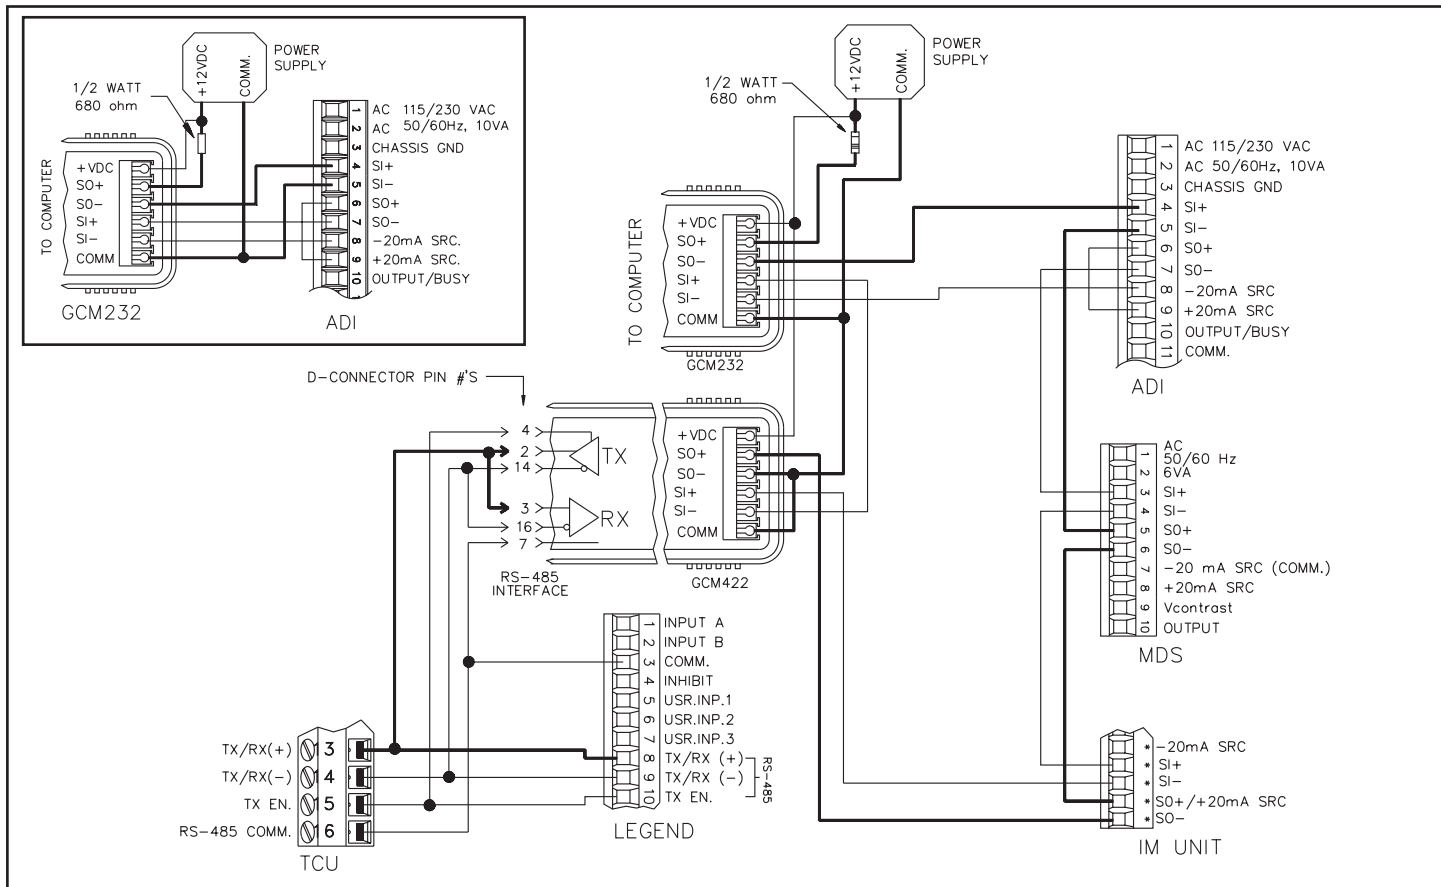 POWER
SUPPLY
+12VDC
COMM.
1/2 WATT
680 ohm
TO COMPUTER
+VDC
SO+
SO-
SI+
SI-
COMM
GCM232
1 AC 115/230 VAC
2 AC 50/60Hz, 10VA
3 CHASSIS GND
4 SI+
5 SI-
6 SO+
7 SO-
8 -20mA SRC.
9 +20mA SRC.
10 OUTPUT/BUSY
ADI
POWER
SUPPLY
+12VDC
COMM.
1/2 WATT
680 ohm
TO COMPUTER
+VDC
SO+
SO-
SI+
SI-
COMM
GCM232
1 AC 115/230 VAC
2 AC 50/60Hz, 10VA
3 CHASSIS GND
4 SI+
5 SI-
6 SO+
7 SO-
8 -20mA SRC
9 +20mA SRC
10 OUTPUT/BUSY
11 COMM.
ADI
D-CONNECTOR PIN #'S
4
2
14
TX
3
16
7
RX
RS-485
INTERFACE
+VDC
SO+
SO-
SI+
SI-
COMM
GCM422
AC
1 50/60 Hz
2 6VA
3 SI+
4 SI-
5 SO+
6 SO-
7 -20 mA SRC (COMM.)
8 +20mA SRC
9 Vcontrast
10 OUTPUT
MDS
1 INPUT A
2 INPUT B
3 COMM.
4 INHIBIT
5 USR.INP.1
6 USR.INP.2
7 USR.INP.3
8 TX/RX (+)
9 TX/RX (-)
10 TX EN.
RS-485
LEGEND
TX/RX(+) 13
TX/RX(-) 14
TX EN. 15
RS-485 COMM. 16
TCU
* -20mA SRC
* SI+
* SI-
* SO+/+20mA SRC
* SO-
IM UNIT